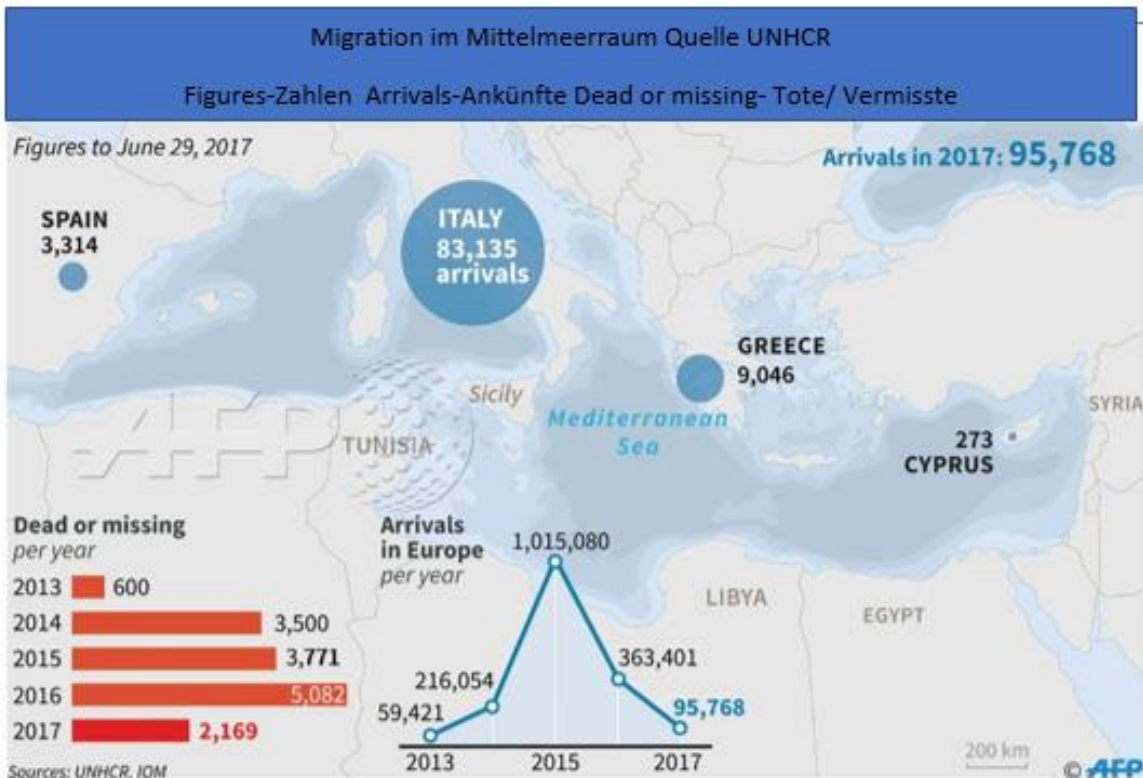 Migration im Mittelmeerraum Quelle UNHCR
Figures-Zahlen Arrivals-Ankünfte Dead or missing- Tote/ Vermisste
Figures to June 29, 2017
Arrivals in 2017: 95,768
SPAIN
3,314
ITALY
83,135
arrivals
GREECE
9,046
Sicily
Mediterranean
Sea
SYRIA
AFP
TUNISIA
273
CYPRUS
Dead or missing
per year
2013 600
2014 3,500
2015 3,771
2016 5,082
2017 2,169
Arrivals
in Europe
per year
1,015,080
216,054
363,401
59,421
95,768
2013 2015 2017
LIBYA
EGYPT
200 km
Sources: UNHCR, IOM
© AFP